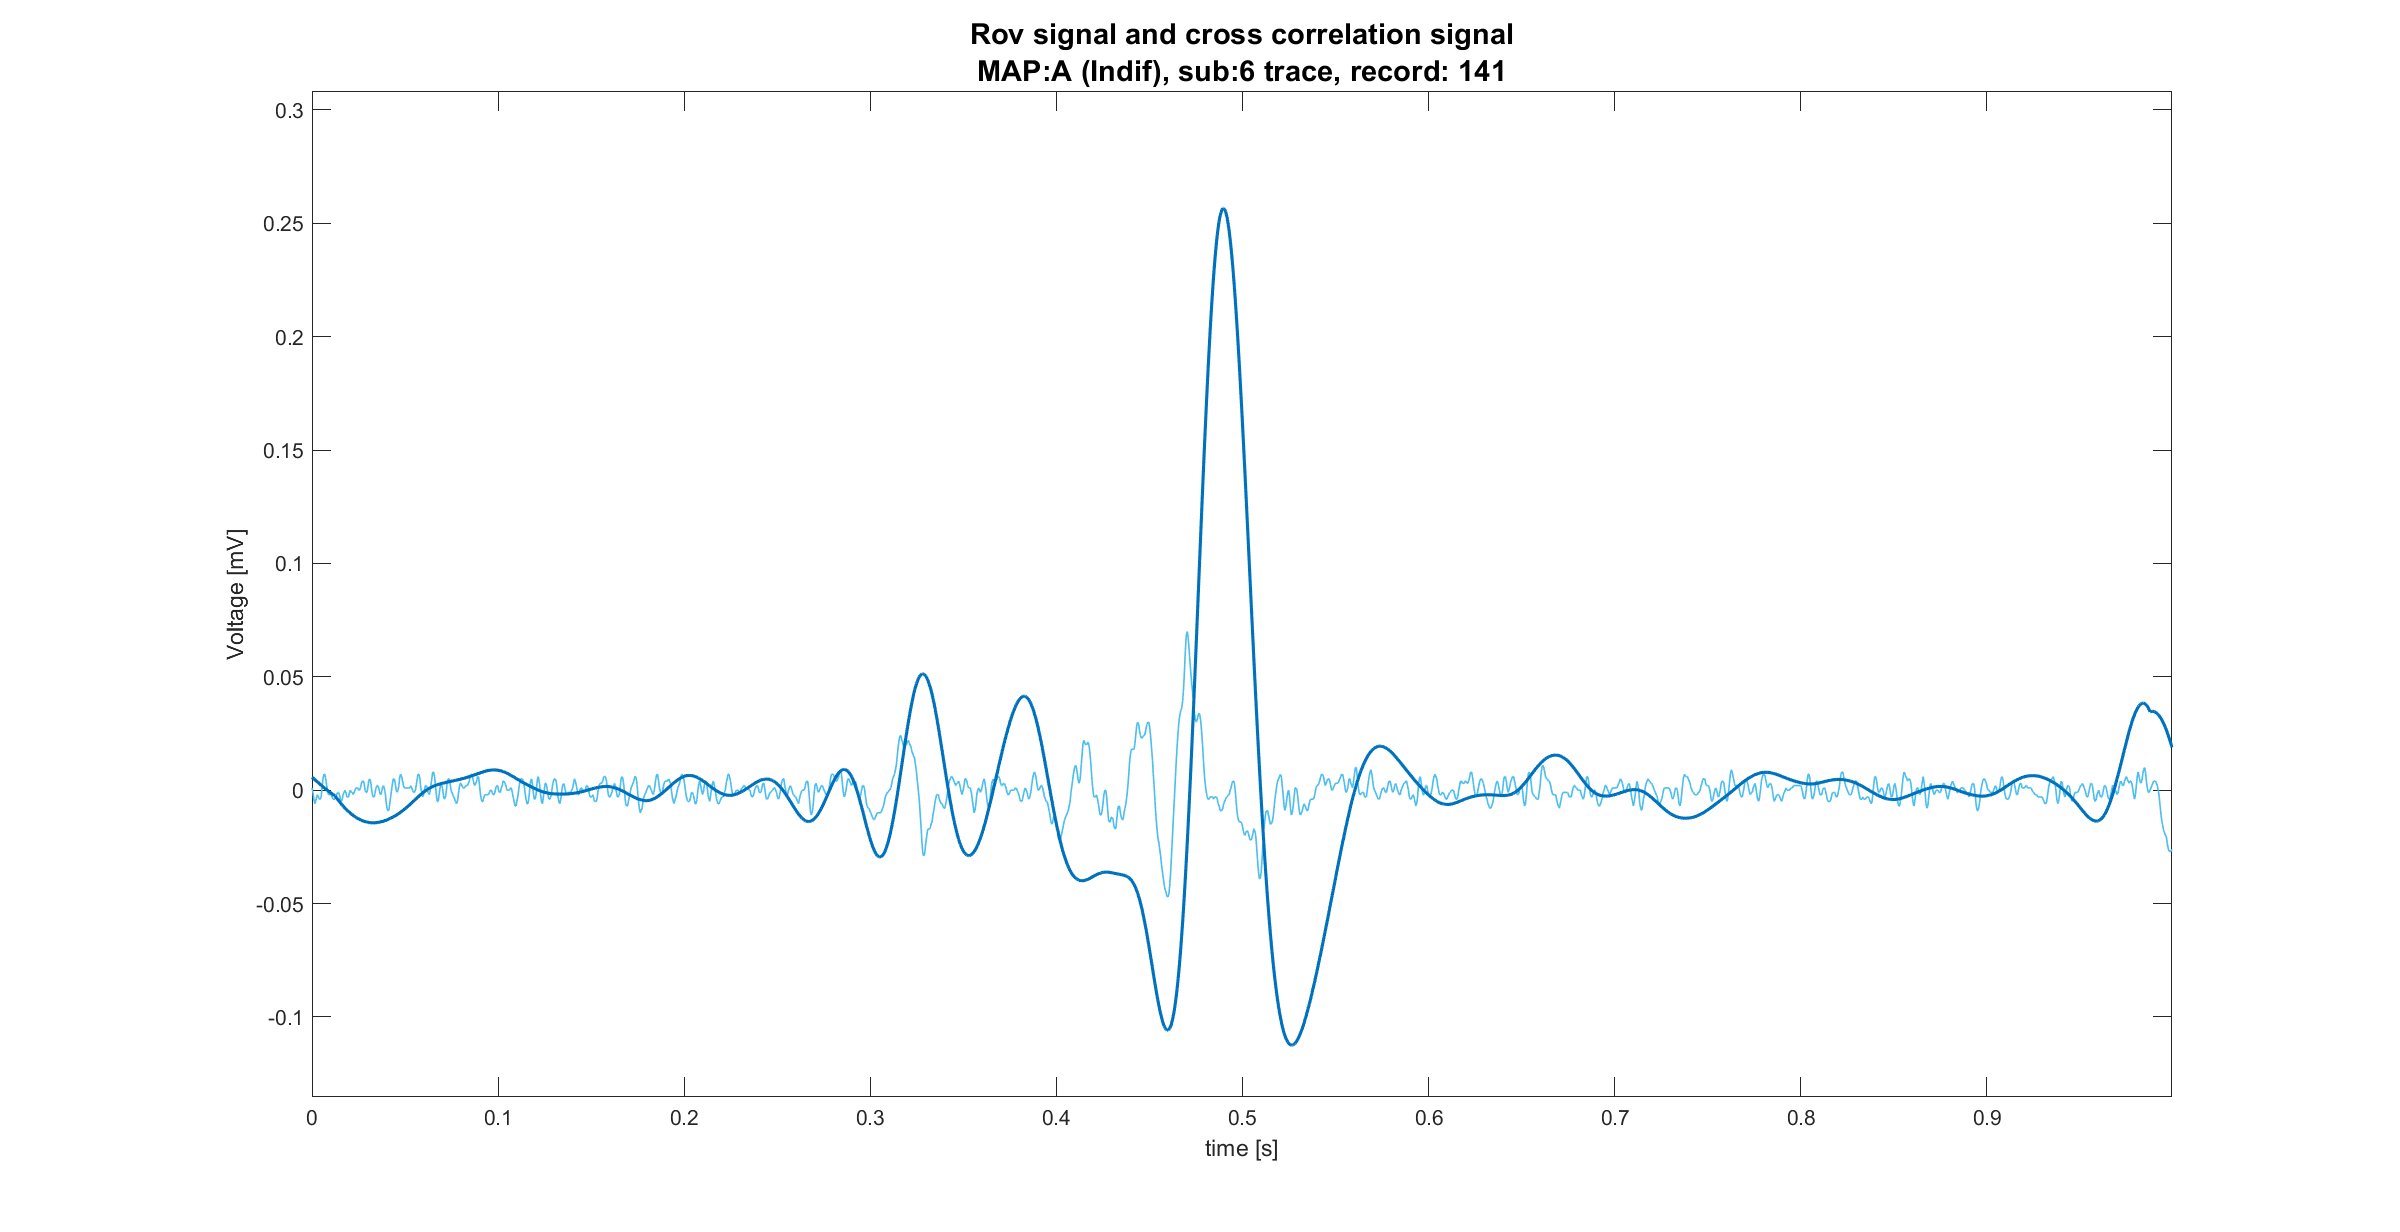 Rov signal and cross correlation signal
MAP:A (Indif), sub:6 trace, record: 141
0.3
0.25
0.2
0.15
0.1
0.05
0
-0.05
-0.1
Voltage [mV]
0 0.1 0.2 0.3 0.4 0.5 0.6 0.7 0.8 0.9
time [s]